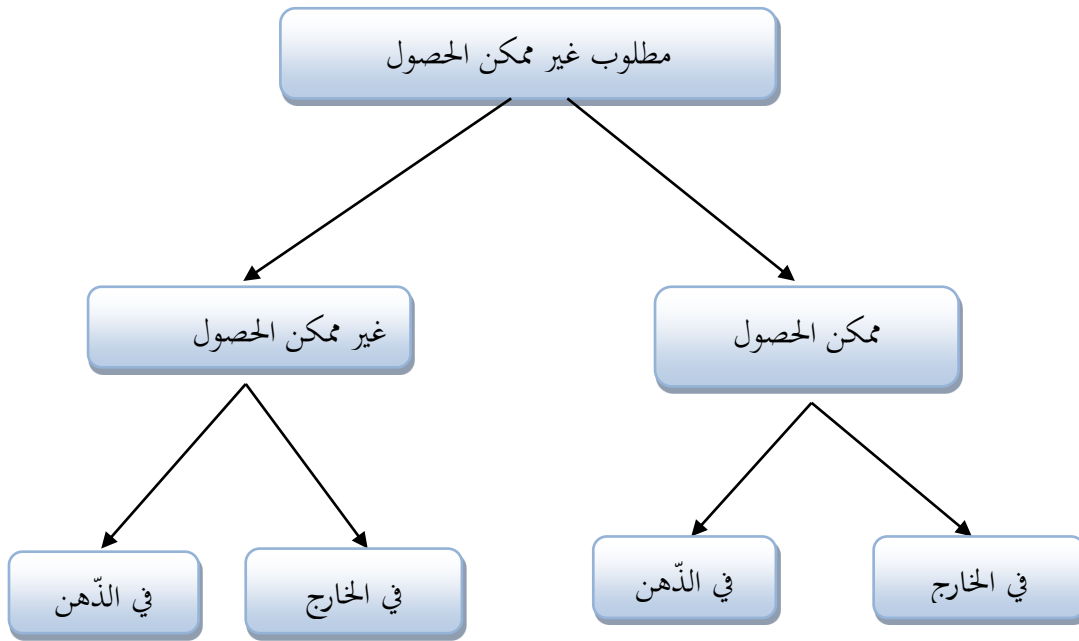 مطلوب غير ممكن الحصول
ممكن الحصول
غير ممكن الحصول
في الخارج
في الذّهن
في الخارج
في الذّهن